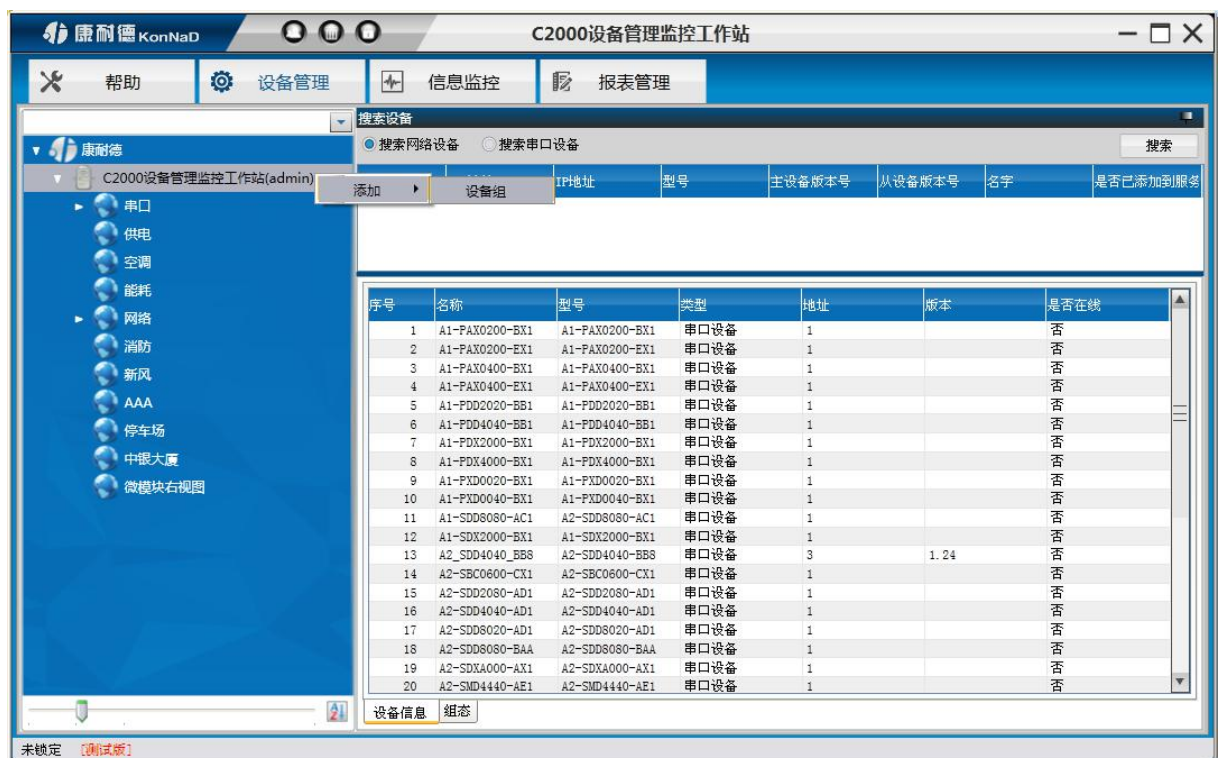 康耐德 KonNaD C2000设备管理监控工作站
帮助 设备管理 信息监控 报表管理
搜索设备
搜索网络设备 搜索串口设备 搜索
IP地址 型号 主设备版本号 从设备版本号 名字 是否已添加到服务
康耐德
C2000设备管理监控工作站(admin)
添加 设备组
串口
供电
空调
能耗
网络
消防
新风
AAA
停车场
中银大厦
微模块右视图
序号 名称 型号 类型 地址 版本 是否在线
1 A1-PAX0200-BX1 A1-PAX0200-BX1 串口设备 1 否
2 A1-PAX0200-EX1 A1-PAX0200-EX1 串口设备 1 否
3 A1-PAX0400-BX1 A1-PAX0400-BX1 串口设备 1 否
4 A1-PAX0400-EX1 A1-PAX0400-EX1 串口设备 1 否
5 A1-PDD2020-BB1 A1-PDD2020-BB1 串口设备 1 否
6 A1-PDD4040-BB1 A1-PDD4040-BB1 串口设备 1 否
7 A1-PDX2000-BX1 A1-PDX2000-BX1 串口设备 1 否
8 A1-PDX4000-BX1 A1-PDX4000-BX1 串口设备 1 否
9 A1-PXD0020-BX1 A1-PXD0020-BX1 串口设备 1 否
10 A1-PXD0040-BX1 A1-PXD0040-BX1 串口设备 1 否
11 A1-SDD8080-AC1 A2-SDD8080-AC1 串口设备 1 否
12 A1-SDX2000-BX1 A1-SDX2000-BX1 串口设备 1 否
13 A2_SDD4040_BB8 A2-SDD4040-BB8 串口设备 3 1.24 否
14 A2-SBC0600-CX1 A2-SBC0600-CX1 串口设备 1 否
15 A2-SDD2080-AD1 A2-SDD2080-AD1 串口设备 1 否
16 A2-SDD4040-AD1 A2-SDD4040-AD1 串口设备 1 否
17 A2-SDD8020-AD1 A2-SDD8020-AD1 串口设备 1 否
18 A2-SDD8080-BAA A2-SDD8080-BAA 串口设备 1 否
19 A2-SDXA000-AX1 A2-SDXA000-AX1 串口设备 1 否
20 A2-SMD4440-AE1 A2-SMD4440-AE1 串口设备 1 否
设备信息 组态
未锁定 [测试版]